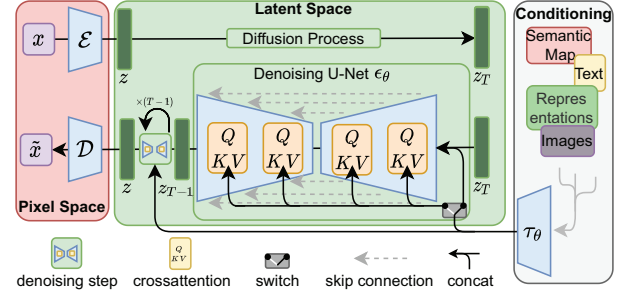 Latent Space
Conditioning
x
ℰ
Diffusion Process
Semantic
Map
z
z_T
Denoising U-Net ϵ_θ
Text
×(T−1)
Repres
entations
Q
KV
Q
KV
Q
KV
Q
KV
x̃
𝒟
Images
z
z_{T−1}
z_T
Pixel Space
τ_θ
Q
KV
denoising step
crossattention
switch
skip connection
concat